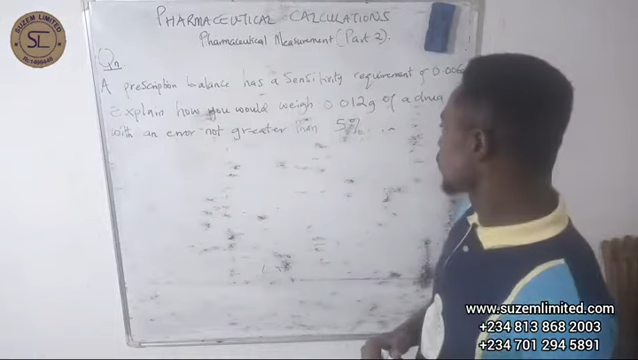 SUZEM LIMITED
SC
PHARMACEUTICAL CALCULATIONS
Pharmaceutical Measurement (Part 2).
Qn
A prescription balance has a sensitivity requirement of 0.006
Explain how you would weigh 0.012g of a drug
with an error not greater than 5%
www.suzemlimited.com
+234 813 868 2003
+234 701 294 5891